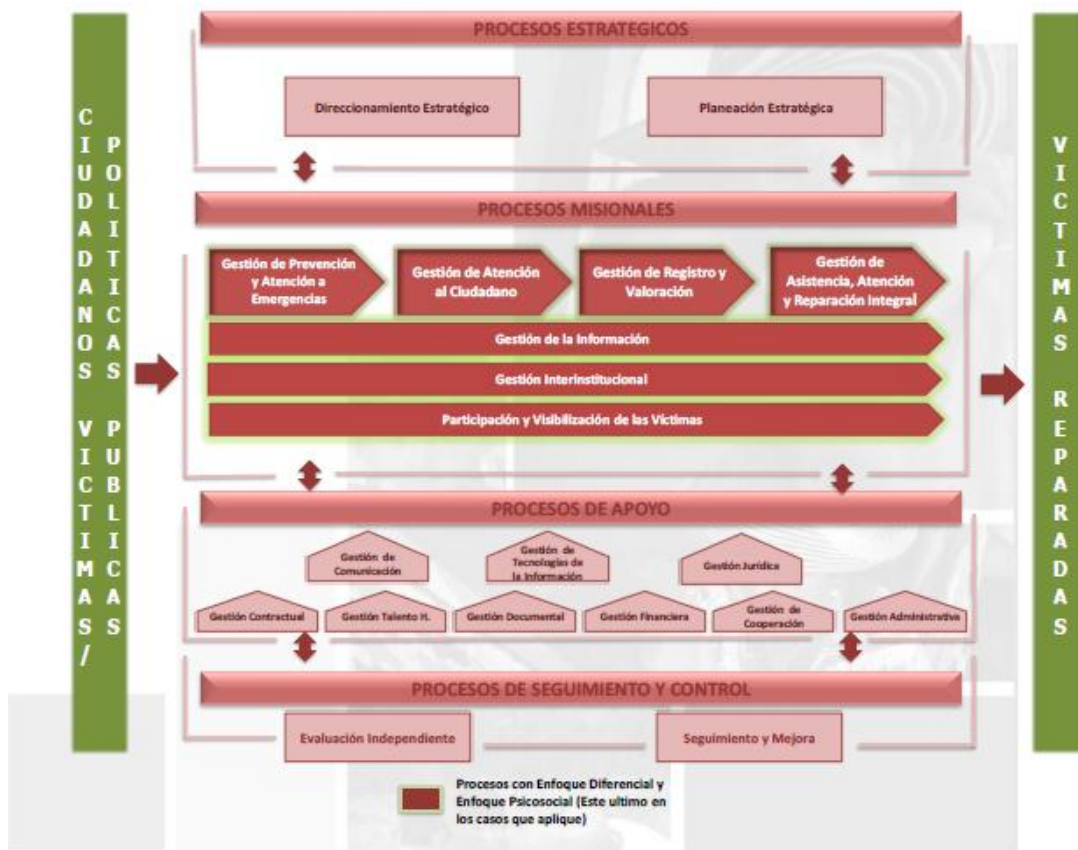 CIUDADANOS VICTIMAS/
POLITICAS PUBLICAS
PROCESOS ESTRATEGICOS
Direccionamiento Estratégico
Planeación Estratégica
PROCESOS MISIONALES
Gestión de Prevención
y Atención a
Emergencias
Gestión de Atención
al Ciudadano
Gestión de Registro y
Valoración
Gestión de
Asistencia, Atención
y Reparación Integral
Gestión de la Información
Gestión Interinstitucional
Participación y Visibilización de las Víctimas
PROCESOS DE APOYO
Gestión de
Comunicación
Gestión de
Tecnologías de
la Información
Gestión Jurídica
Gestión Contractual
Gestión Talento H.
Gestión Documental
Gestión Financiera
Gestión de
Cooperación
Gestión Administrativa
PROCESOS DE SEGUIMIENTO Y CONTROL
Evaluación Independiente
Seguimiento y Mejora
Procesos con Enfoque Diferencial y
Enfoque Psicosocial (Este ultimo en
los casos que aplique)
VICTIMAS REPARADAS